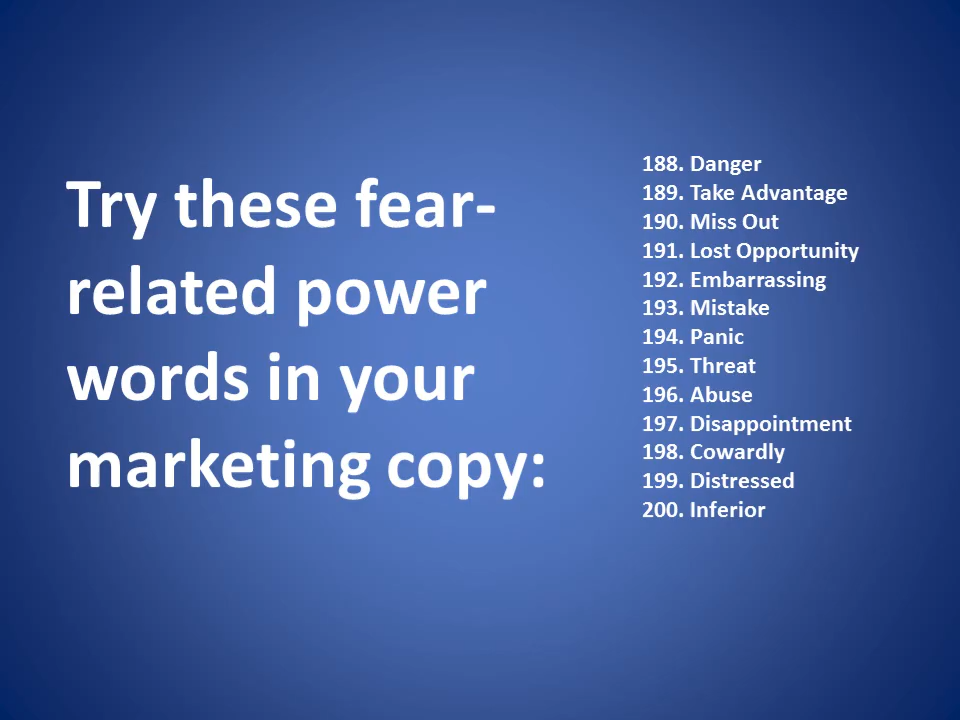 Try these fear-
related power
words in your
marketing copy:
188. Danger
189. Take Advantage
190. Miss Out
191. Lost Opportunity
192. Embarrassing
193. Mistake
194. Panic
195. Threat
196. Abuse
197. Disappointment
198. Cowardly
199. Distressed
200. Inferior